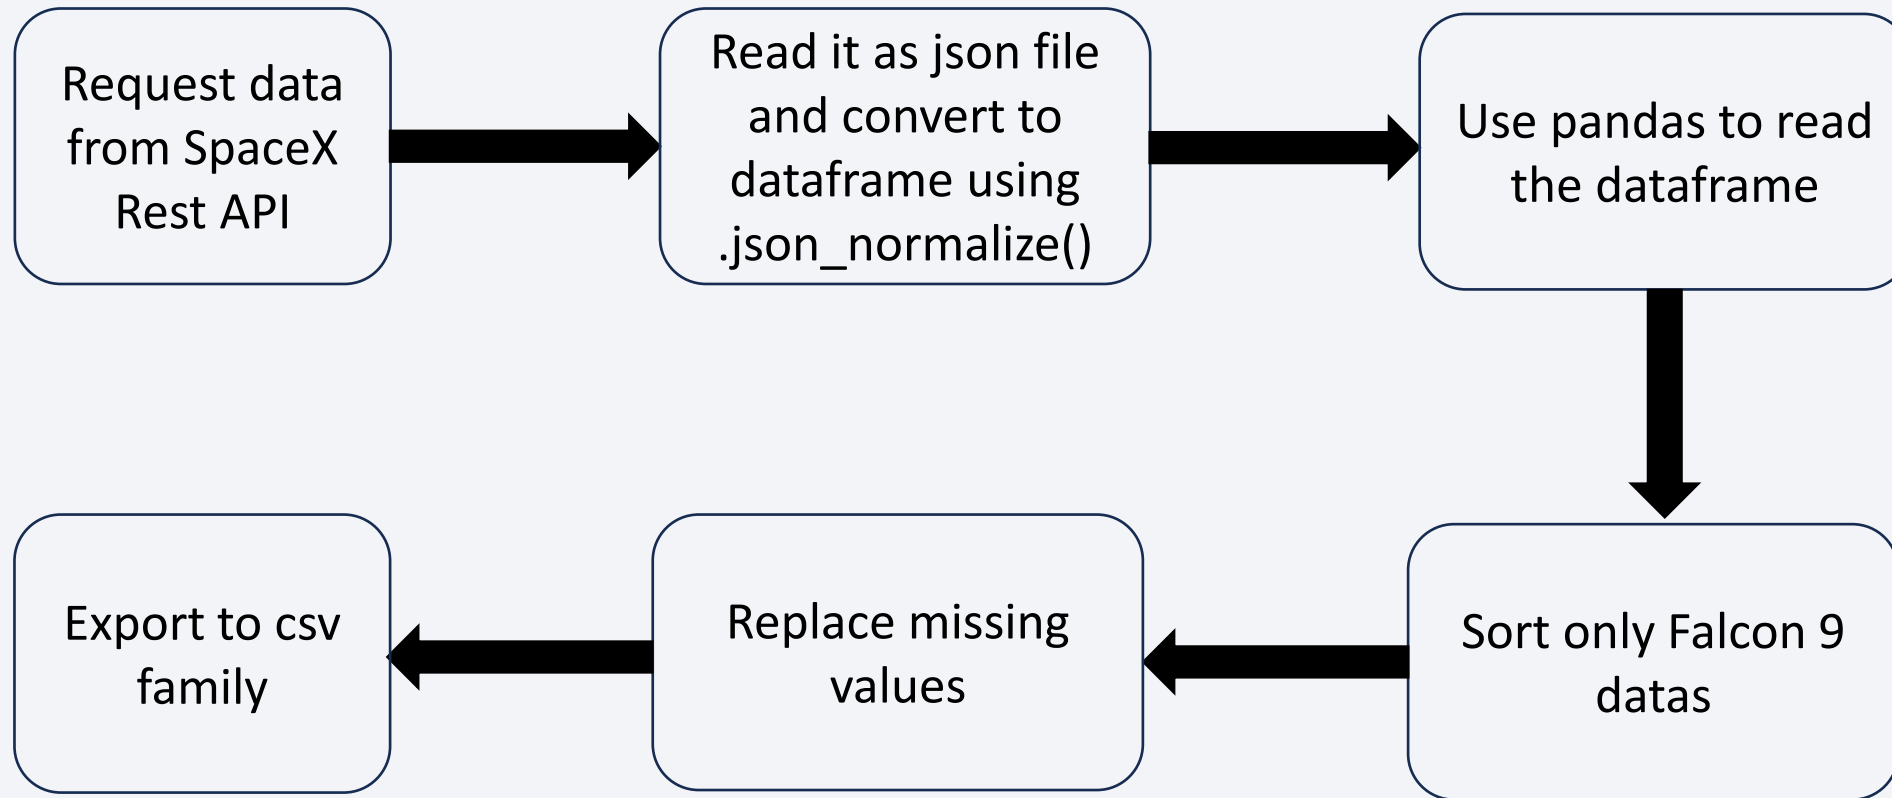 Request data
from SpaceX
Rest API
Read it as json file
and convert to
dataframe using
.json_normalize()
Use pandas to read
the dataframe
Sort only Falcon 9
datas
Replace missing
values
Export to csv
family